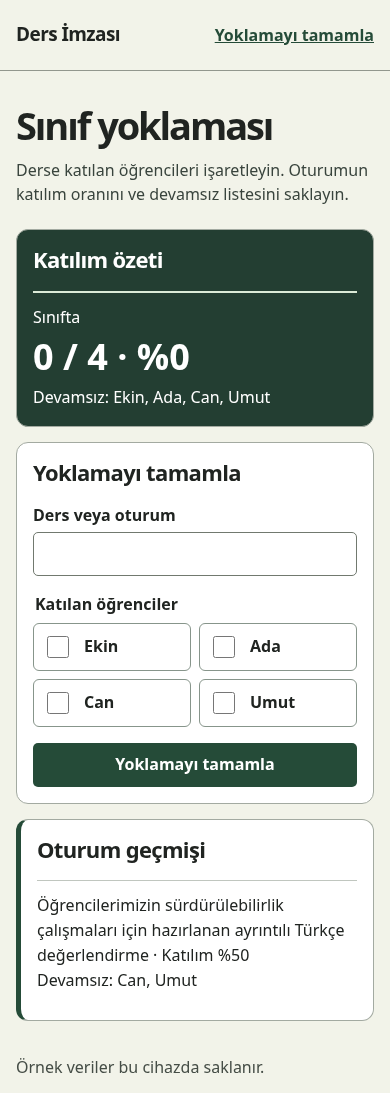 Ders İmzası
Yoklamayı tamamla
Sınıf yoklaması
Derse katılan öğrencileri işaretleyin. Oturumun
katılım oranını ve devamsız listesini saklayın.
Katılım özeti
Sınıfta
0 / 4 · %0
Devamsız: Ekin, Ada, Can, Umut
Yoklamayı tamamla
Ders veya oturum
Katılan öğrenciler
Ekin
Ada
Can
Umut
Yoklamayı tamamla
Oturum geçmişi
Öğrencilerimizin sürdürülebilirlik
çalışmaları için hazırlanan ayrıntılı Türkçe
değerlendirme · Katılım %50
Devamsız: Can, Umut
Örnek veriler bu cihazda saklanır.